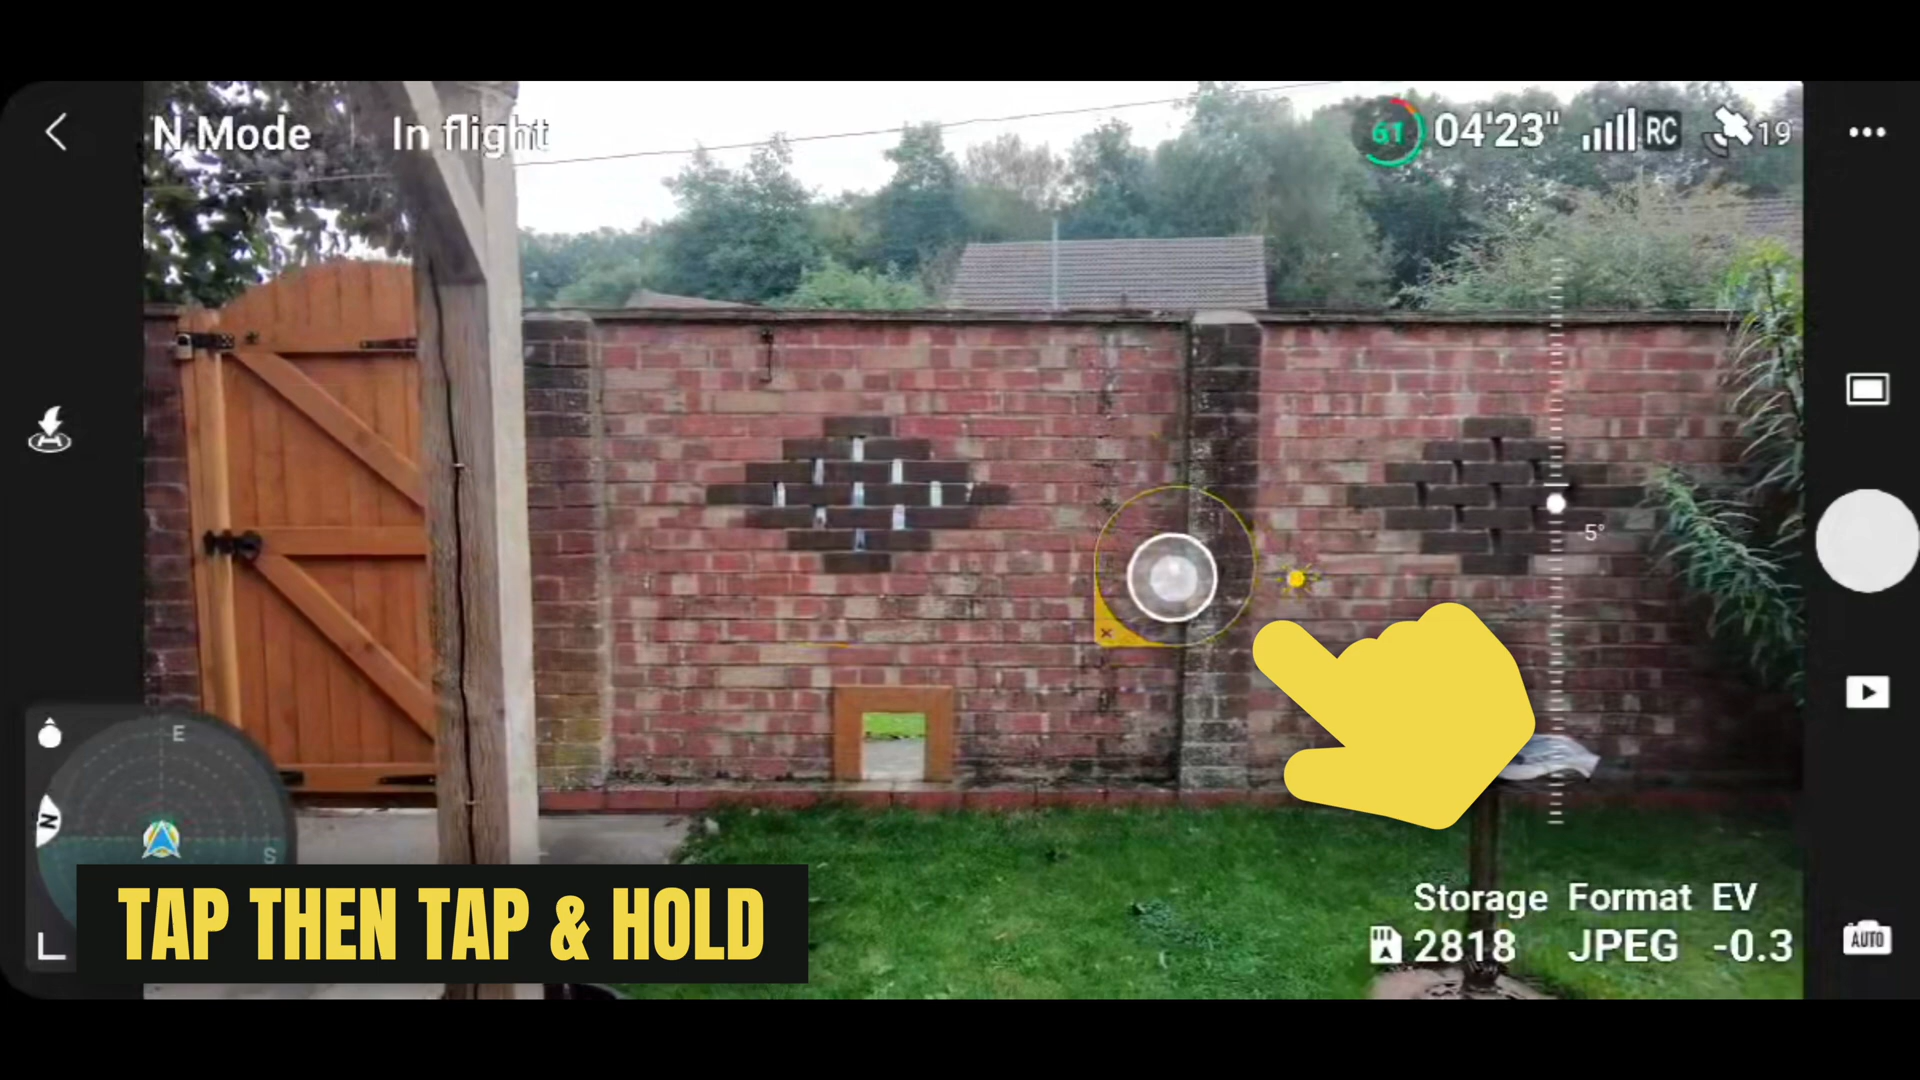 N Mode | In flight
61 04'23" RC 19
-5°
E
N
S
TAP THEN TAP & HOLD
Storage Format EV
2818 JPEG -0.3
AUTO